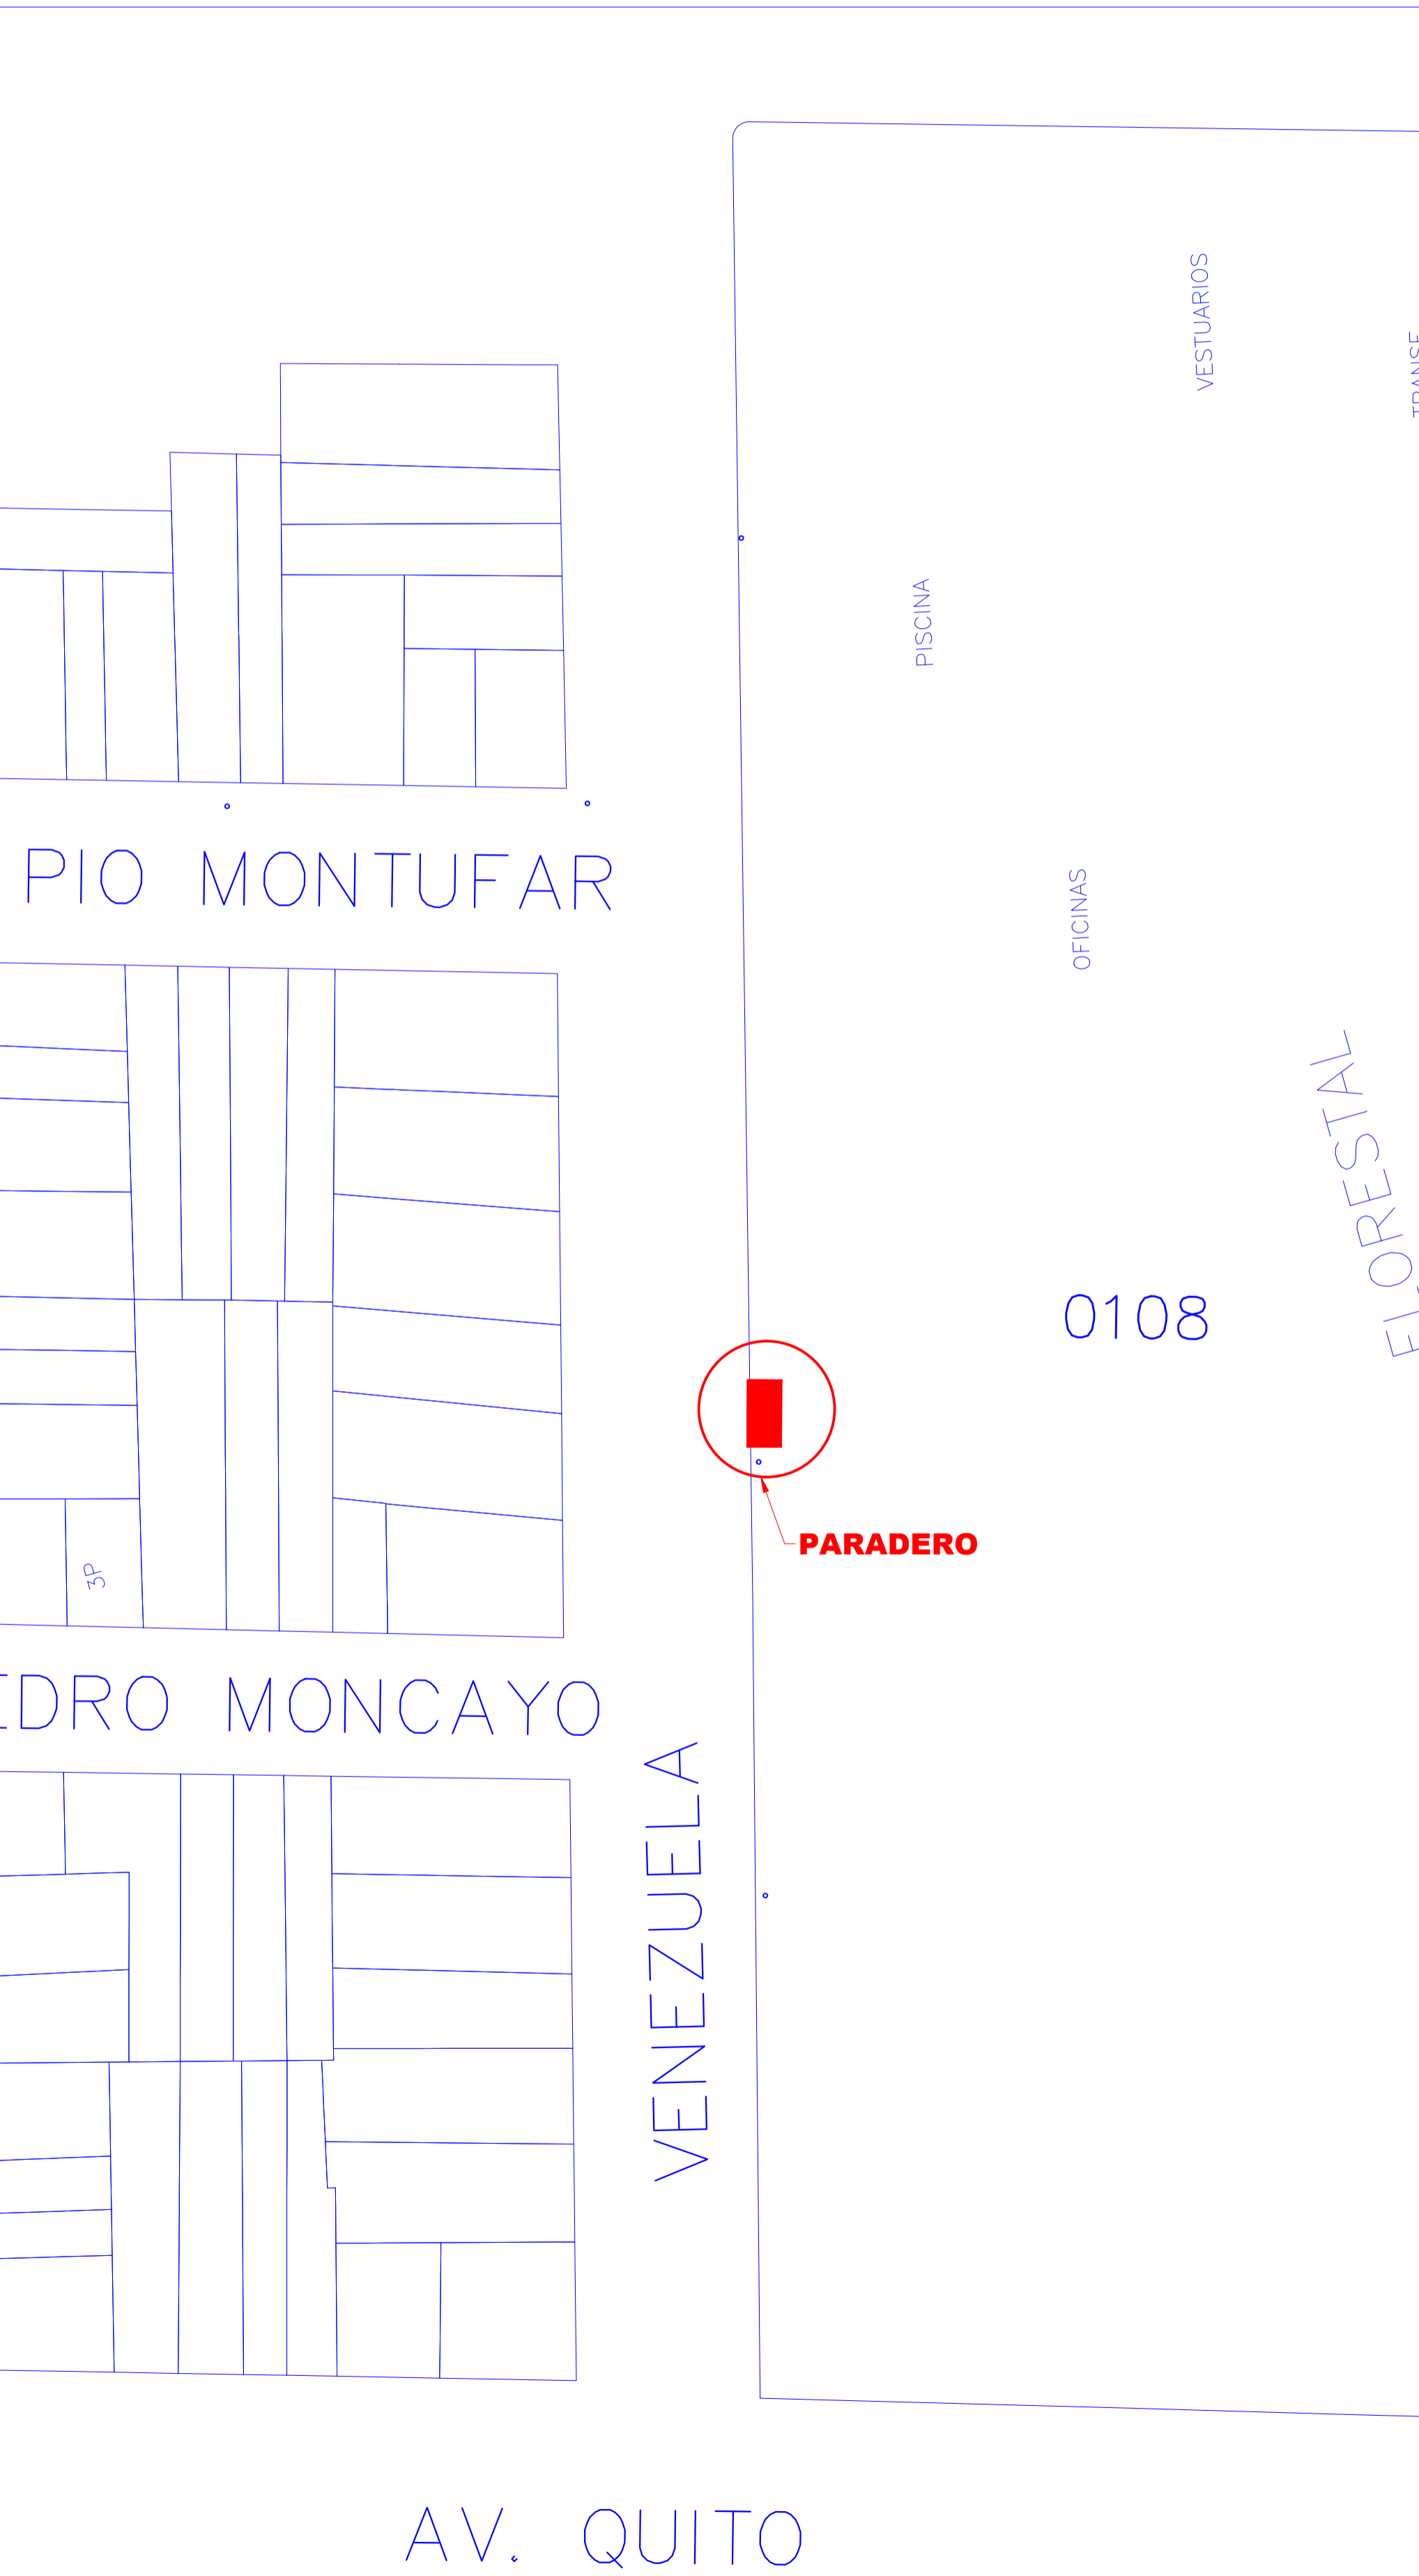 VESTUARIOS
PISCINA
PIO MONTUFAR
OFICINAS
FLORESTAL
0108
PARADERO
3P
EDRO MONCAYO
VENEZUELA
AV. QUITO